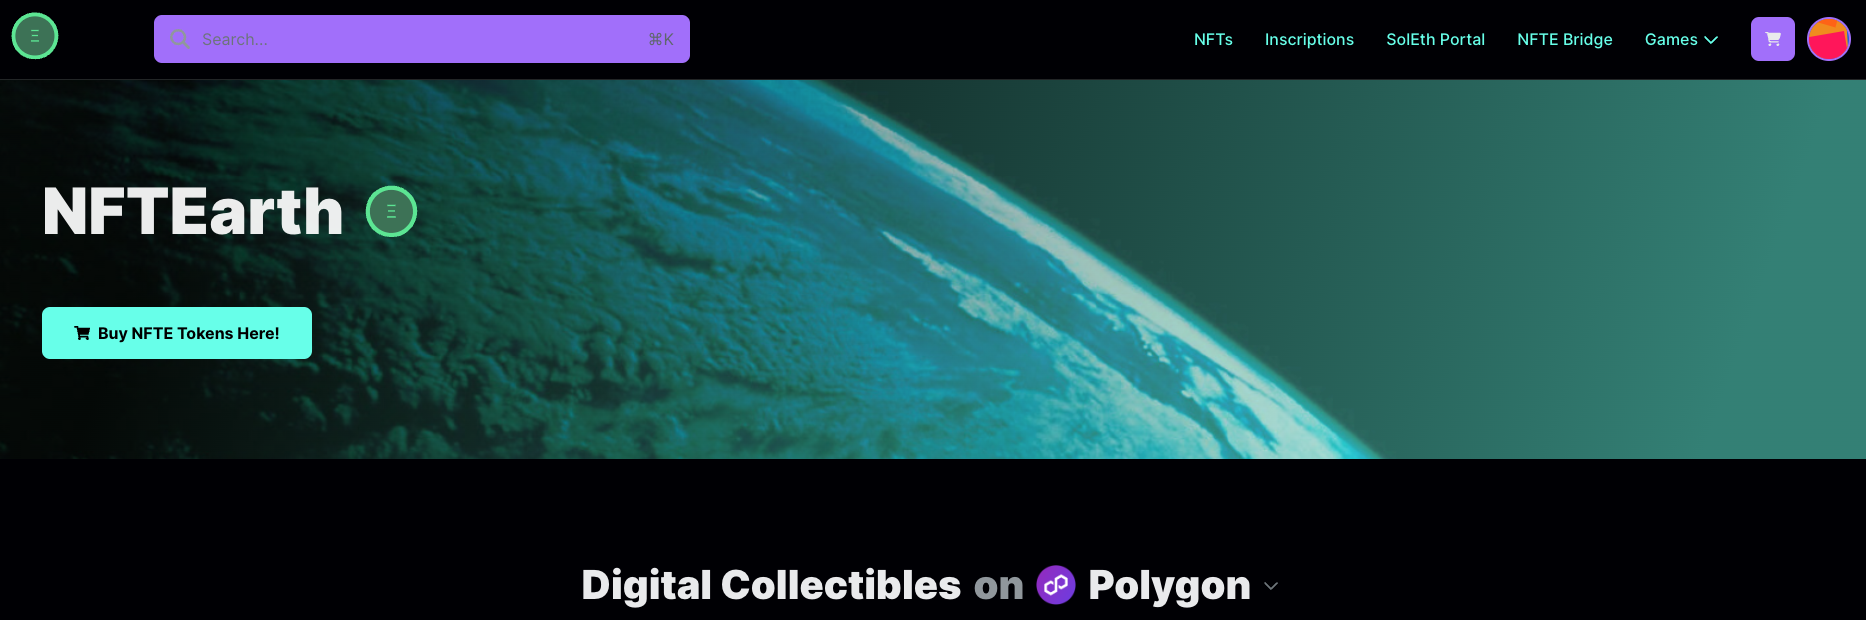 Ξ
Search...
⌘K
NFTs
Inscriptions
SolEth Portal
NFTE Bridge
Games
NFTEarth Ξ
Buy NFTE Tokens Here!
Digital Collectibles on Polygon